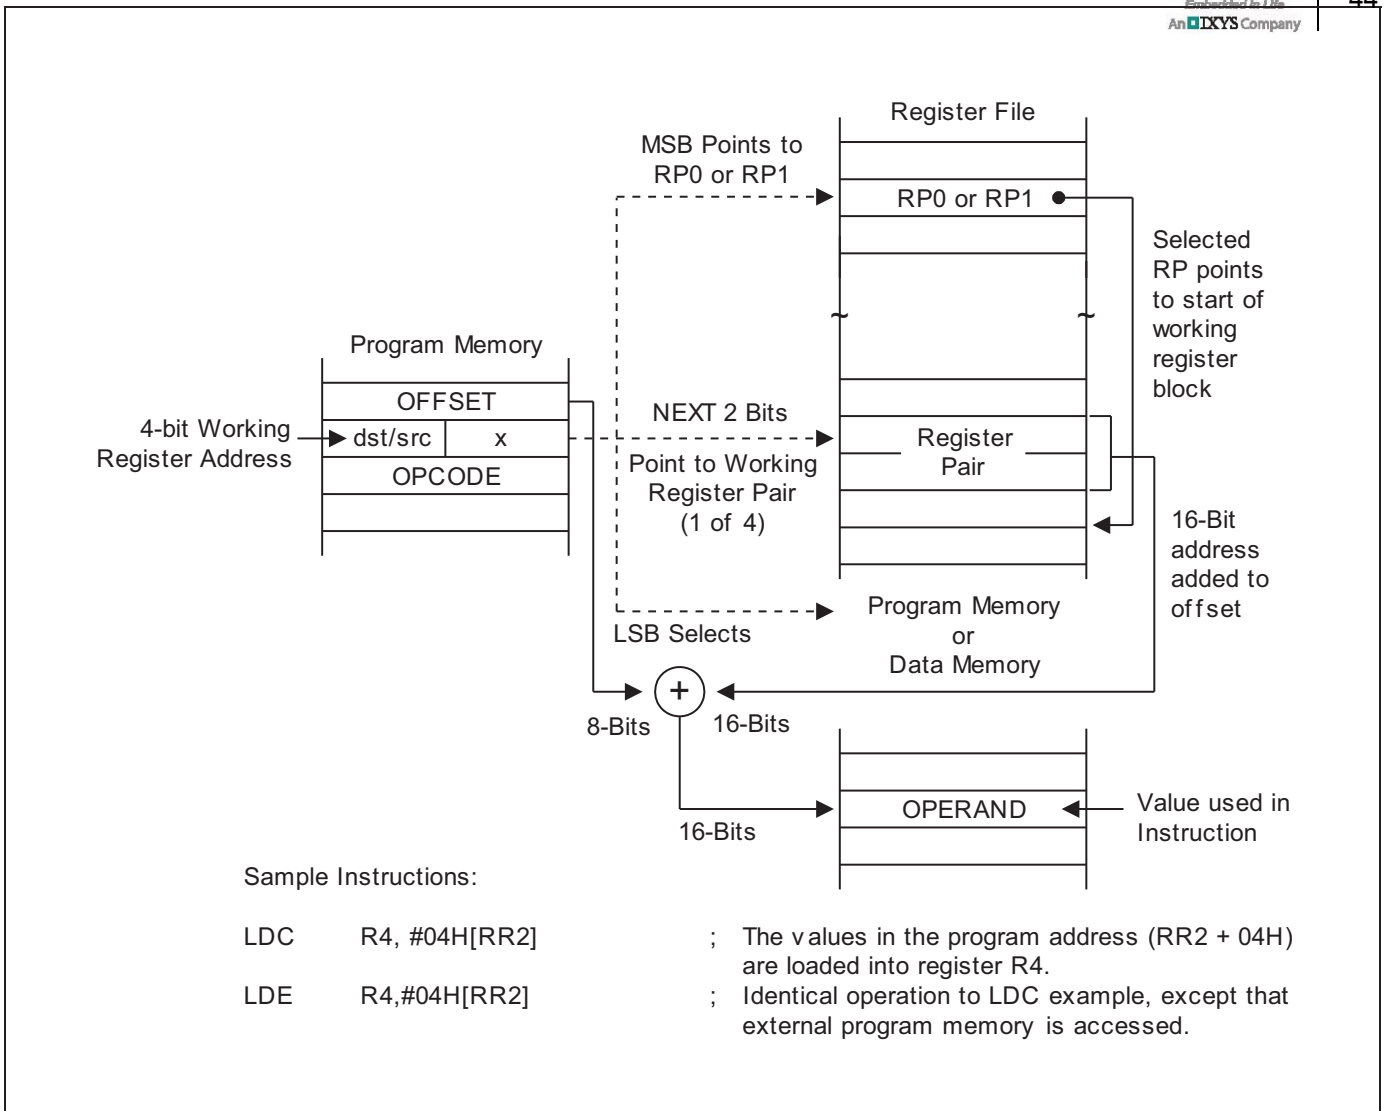 Embedded in Life
An IXYS Company
44
Register File
MSB Points to
RP0 or RP1
RP0 or RP1
Selected
RP points
to start of
working
register
block
Program Memory
OFFSET
4-bit Working
Register Address
dst/src
x
OPCODE
NEXT 2 Bits
Point to Working
Register Pair
(1 of 4)
Register
Pair
16-Bit
address
added to
offset
LSB Selects
Program Memory
or
Data Memory
+
8-Bits
16-Bits
16-Bits
OPERAND
Value used in
Instruction
Sample Instructions:
LDC R4, #04H[RR2] ; The values in the program address (RR2 + 04H)
are loaded into register R4.
LDE R4,#04H[RR2] ; Identical operation to LDC example, except that
external program memory is accessed.